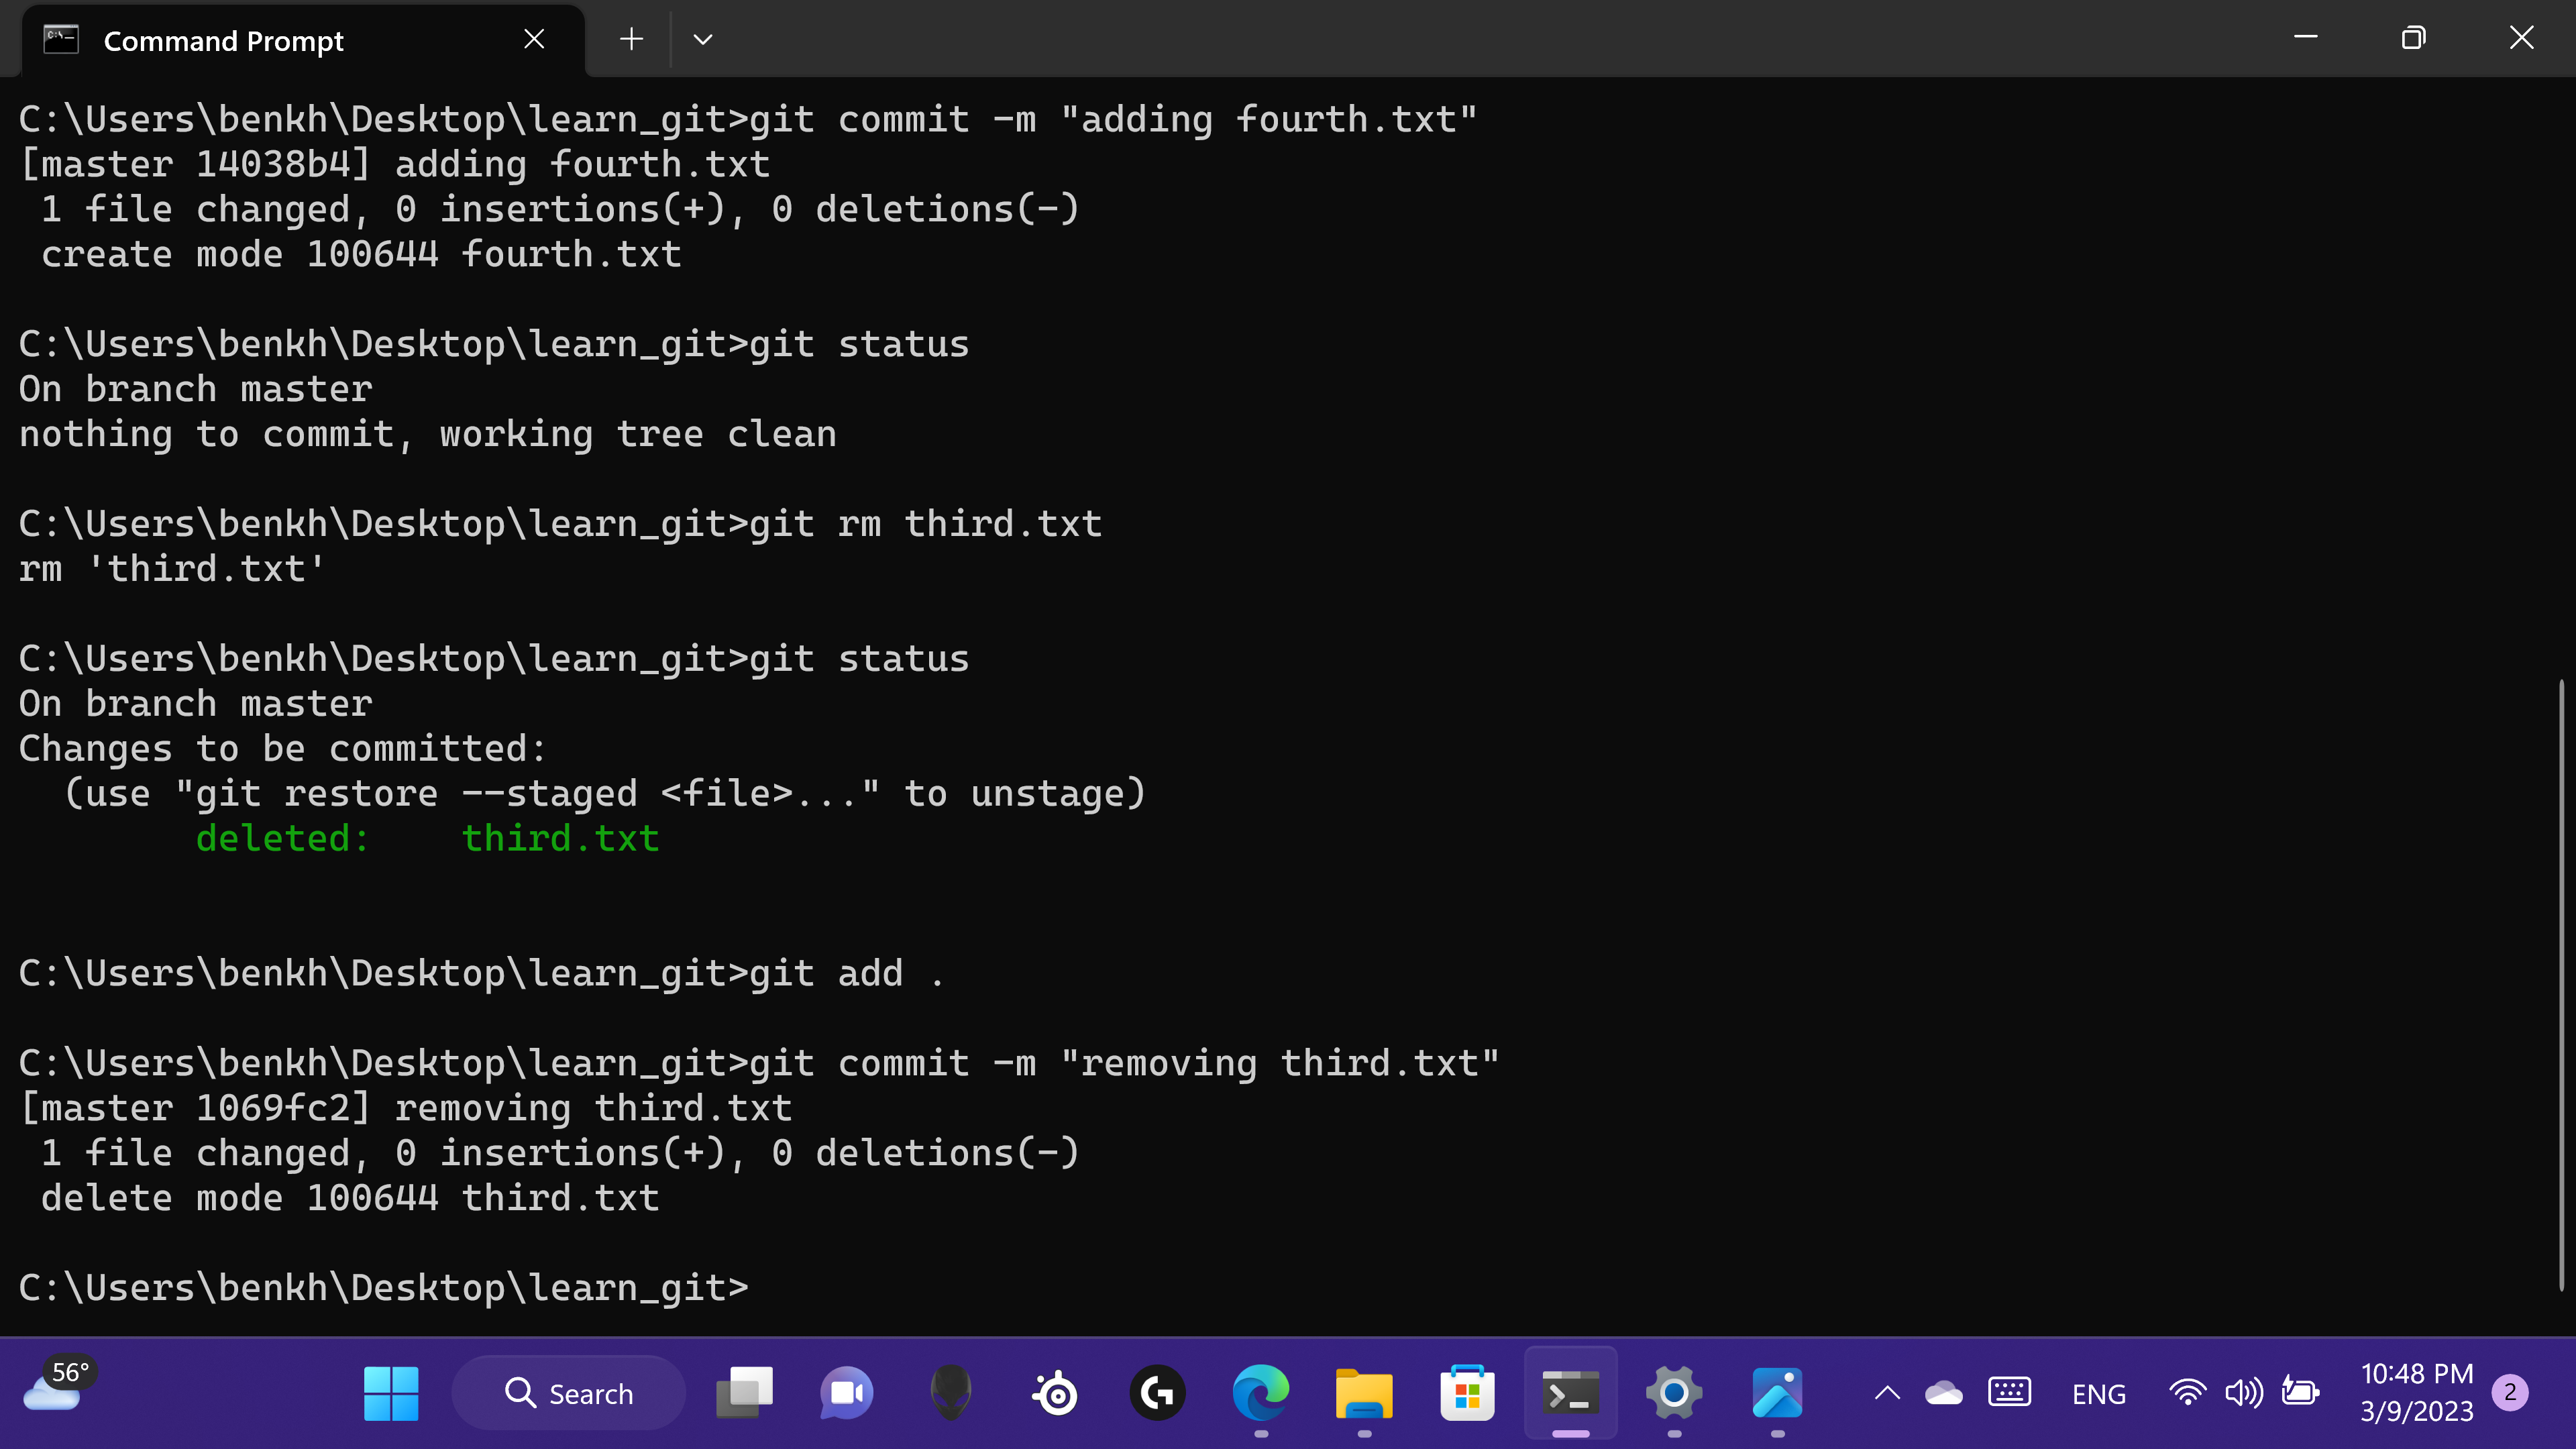 Command Prompt
C:\Users\benkh\Desktop\learn_git>git commit -m "adding fourth.txt"
[master 14038b4] adding fourth.txt
 1 file changed, 0 insertions(+), 0 deletions(-)
 create mode 100644 fourth.txt
C:\Users\benkh\Desktop\learn_git>git status
On branch master
nothing to commit, working tree clean
C:\Users\benkh\Desktop\learn_git>git rm third.txt
rm 'third.txt'
C:\Users\benkh\Desktop\learn_git>git status
On branch master
Changes to be committed:
  (use "git restore --staged <file>..." to unstage)
        deleted:    third.txt
C:\Users\benkh\Desktop\learn_git>git add .
C:\Users\benkh\Desktop\learn_git>git commit -m "removing third.txt"
[master 1069fc2] removing third.txt
 1 file changed, 0 insertions(+), 0 deletions(-)
 delete mode 100644 third.txt
C:\Users\benkh\Desktop\learn_git>
56°
Search
ENG
10:48 PM
3/9/2023
2